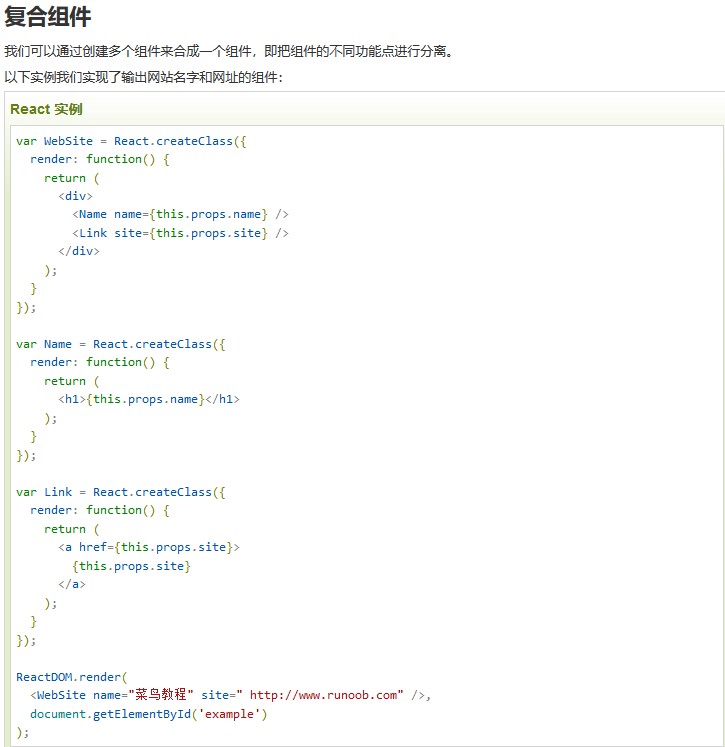 复合组件
我们可以通过创建多个组件来合成一个组件，即把组件的不同功能点进行分离。
以下实例我们实现了输出网站名字和网址的组件：
React 实例
var WebSite = React.createClass({
  render: function() {
    return (
      <div>
        <Name name={this.props.name} />
        <Link site={this.props.site} />
      </div>
    );
  }
});

var Name = React.createClass({
  render: function() {
    return (
      <h1>{this.props.name}</h1>
    );
  }
});

var Link = React.createClass({
  render: function() {
    return (
      <a href={this.props.site}>
        {this.props.site}
      </a>
    );
  }
});

ReactDOM.render(
  <WebSite name="菜鸟教程" site=" http://www.runoob.com" />,
  document.getElementById('example')
);